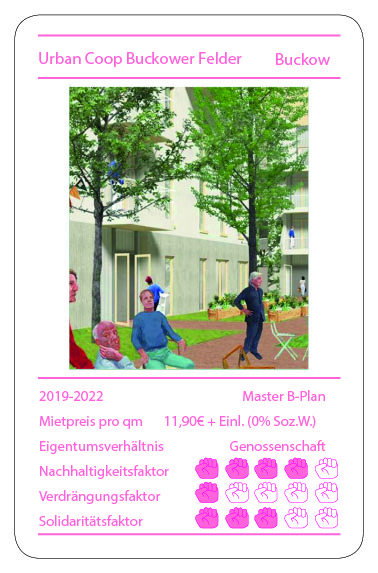 Urban Coop Buckower Felder Buckow
2019-2022 Master B-Plan
Mietpreis pro qm 11,90€ + Einl. (0% Soz.W.)
Eigentumsverhältnis Genossenschaft
Nachhaltigkeitsfaktor
Verdrängungsfaktor
Solidaritätsfaktor